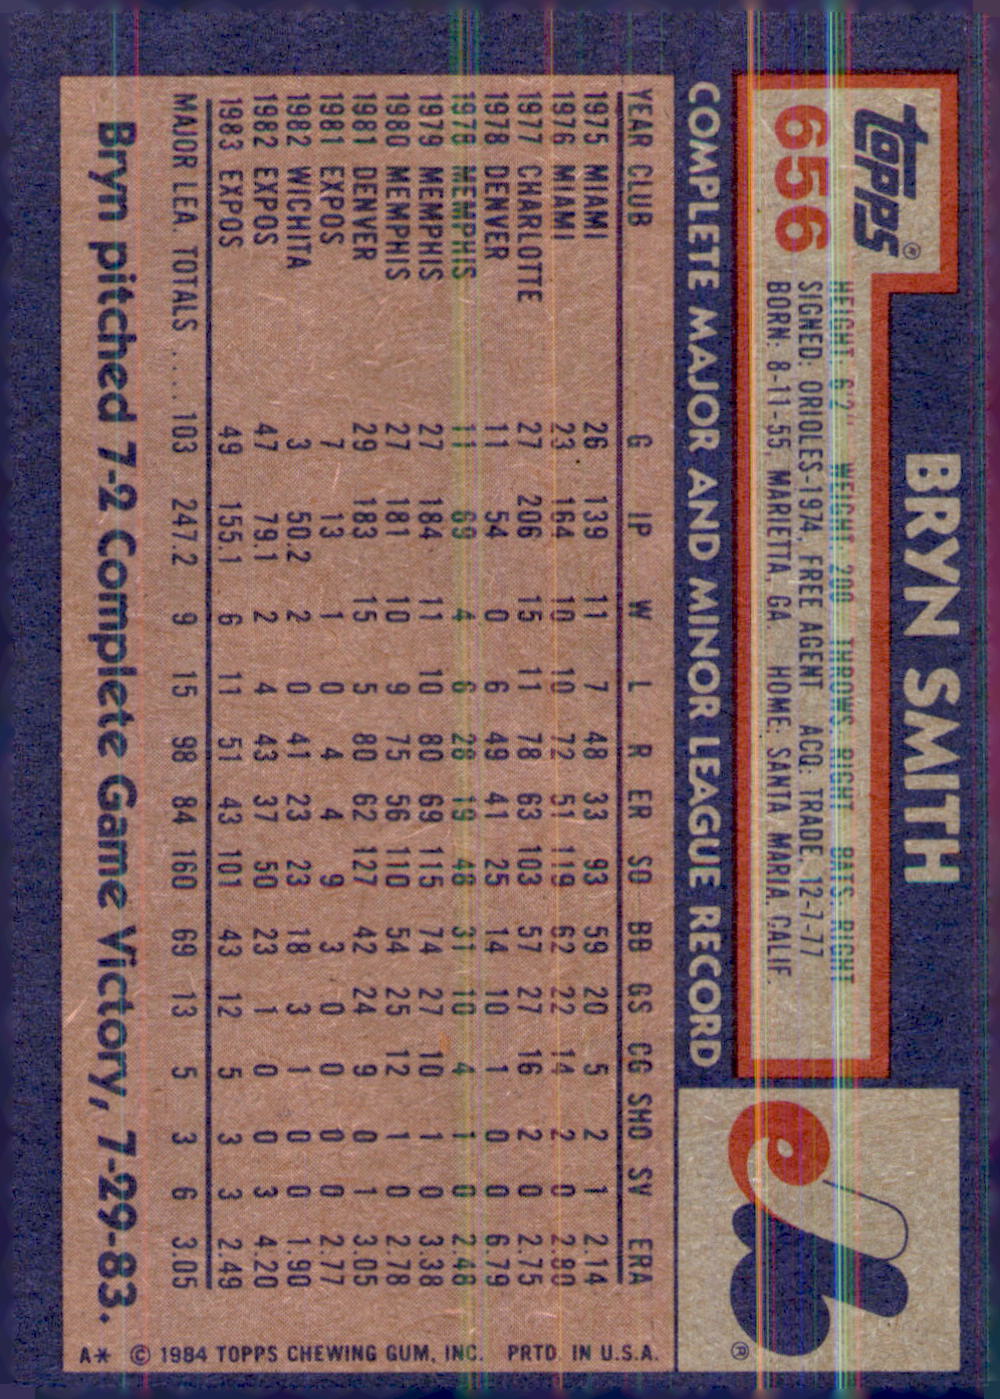 topps®
656
BRYN SMITH
HEIGHT: 6'2" WEIGHT: 200 THROWS: RIGHT BATS: RIGHT
SIGNED: ORIOLES-1974, FREE AGENT ACQ: TRADE, 12-7-77
BORN: 8-11-55, MARIETTA, GA. HOME: SANTA MARIA, CALIF.
COMPLETE MAJOR AND MINOR LEAGUE RECORD
YEAR CLUB G IP W L R ER SO BB GS CG SHO SV ERA
1975 MIAMI 26 139 11 7 48 33 93 59 20 5 2 1 2.14
1976 MIAMI 23 164 10 10 72 51 119 62 22 14 2 0 2.80
1977 CHARLOTTE 27 206 15 11 78 63 103 57 27 16 2 0 2.75
1978 DENVER 11 54 0 6 49 41 25 14 10 1 0 0 6.79
1978 MEMPHIS 11 69 4 6 28 19 48 31 10 4 1 0 2.48
1979 MEMPHIS 27 184 11 10 80 69 115 74 27 10 1 0 3.38
1980 MEMPHIS 27 181 10 9 75 56 110 54 25 12 1 0 2.78
1981 DENVER 29 183 15 5 80 62 127 42 24 9 0 1 3.05
1981 EXPOS 7 13 1 0 4 4 9 3 0 0 0 0 2.77
1982 WICHITA 3 50.2 2 0 41 23 23 18 3 1 0 0 1.90
1982 EXPOS 47 79.1 2 4 43 37 50 23 1 0 0 3 4.20
1983 EXPOS 49 155.1 6 11 51 43 101 43 12 5 3 3 2.49
MAJOR LEA. TOTALS .... 103 247.2 9 15 98 84 160 69 13 5 3 6 3.05
Bryn pitched 7-2 Complete Game Victory, 7-29-83.
A* © 1984 TOPPS CHEWING GUM, INC. PRTD. IN U.S.A.